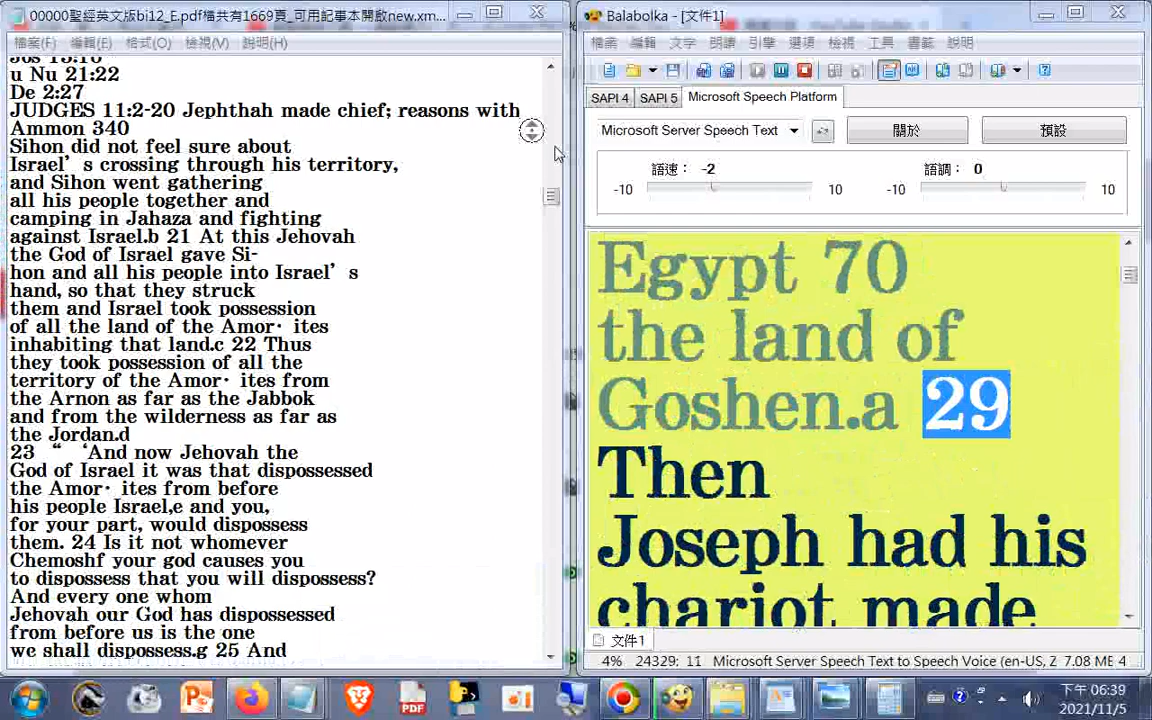 00000聖經英文版bi12_E.pdf檔共有1669頁_可用記事本開啟new.xm...
檔案(F) 編輯(E) 格式(O) 檢視(V) 說明(H)
Jos 13:10
u Nu 21:22
De 2:27
JUDGES 11:2-20 Jephthah made chief; reasons with
Ammon 340
Sihon did not feel sure about
Israel’s crossing through his territory,
and Sihon went gathering
all his people together and
camping in Jahaza and fighting
against Israel.b 21 At this Jehovah
the God of Israel gave Si-
hon and all his people into Israel’s
hand, so that they struck
them and Israel took possession
of all the land of the Amor· ites
inhabiting that land.c 22 Thus
they took possession of all the
territory of the Amor· ites from
the Arnon as far as the Jabbok
and from the wilderness as far as
the Jordan.d
23 “ ‘And now Jehovah the
God of Israel it was that dispossessed
the Amor· ites from before
his people Israel,e and you,
for your part, would dispossess
them. 24 Is it not whomever
Chemoshf your god causes you
to dispossess that you will dispossess?
And every one whom
Jehovah our God has dispossessed
from before us is the one
we shall dispossess.g 25 And
Balabolka - [文件1]
檔案 編輯 文字 朗讀 引擎 選項 檢視 工具 書籤 說明
SAPI 4 SAPI 5 Microsoft Speech Platform
Microsoft Server Speech Text 關於 預設
語速： -2 語調： 0
-10 10 -10 10
Egypt 70
the land of
Goshen.a 29
Then
Joseph had his
chariot made
文件1
4% 24329: 11 Microsoft Server Speech Text to Speech Voice (en-US, Z 7.08 ME 4
下午 06:39
2021/11/5